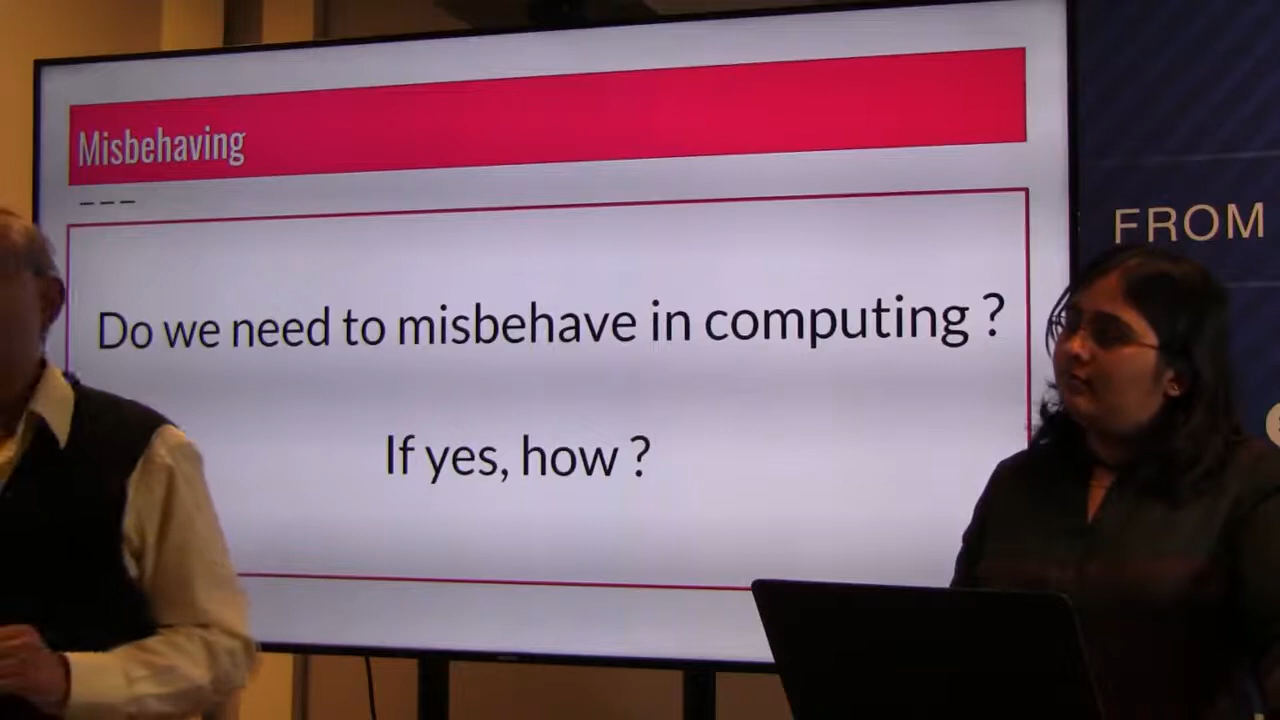 Misbehaving
Do we need to misbehave in computing ?
If yes, how ?
FROM